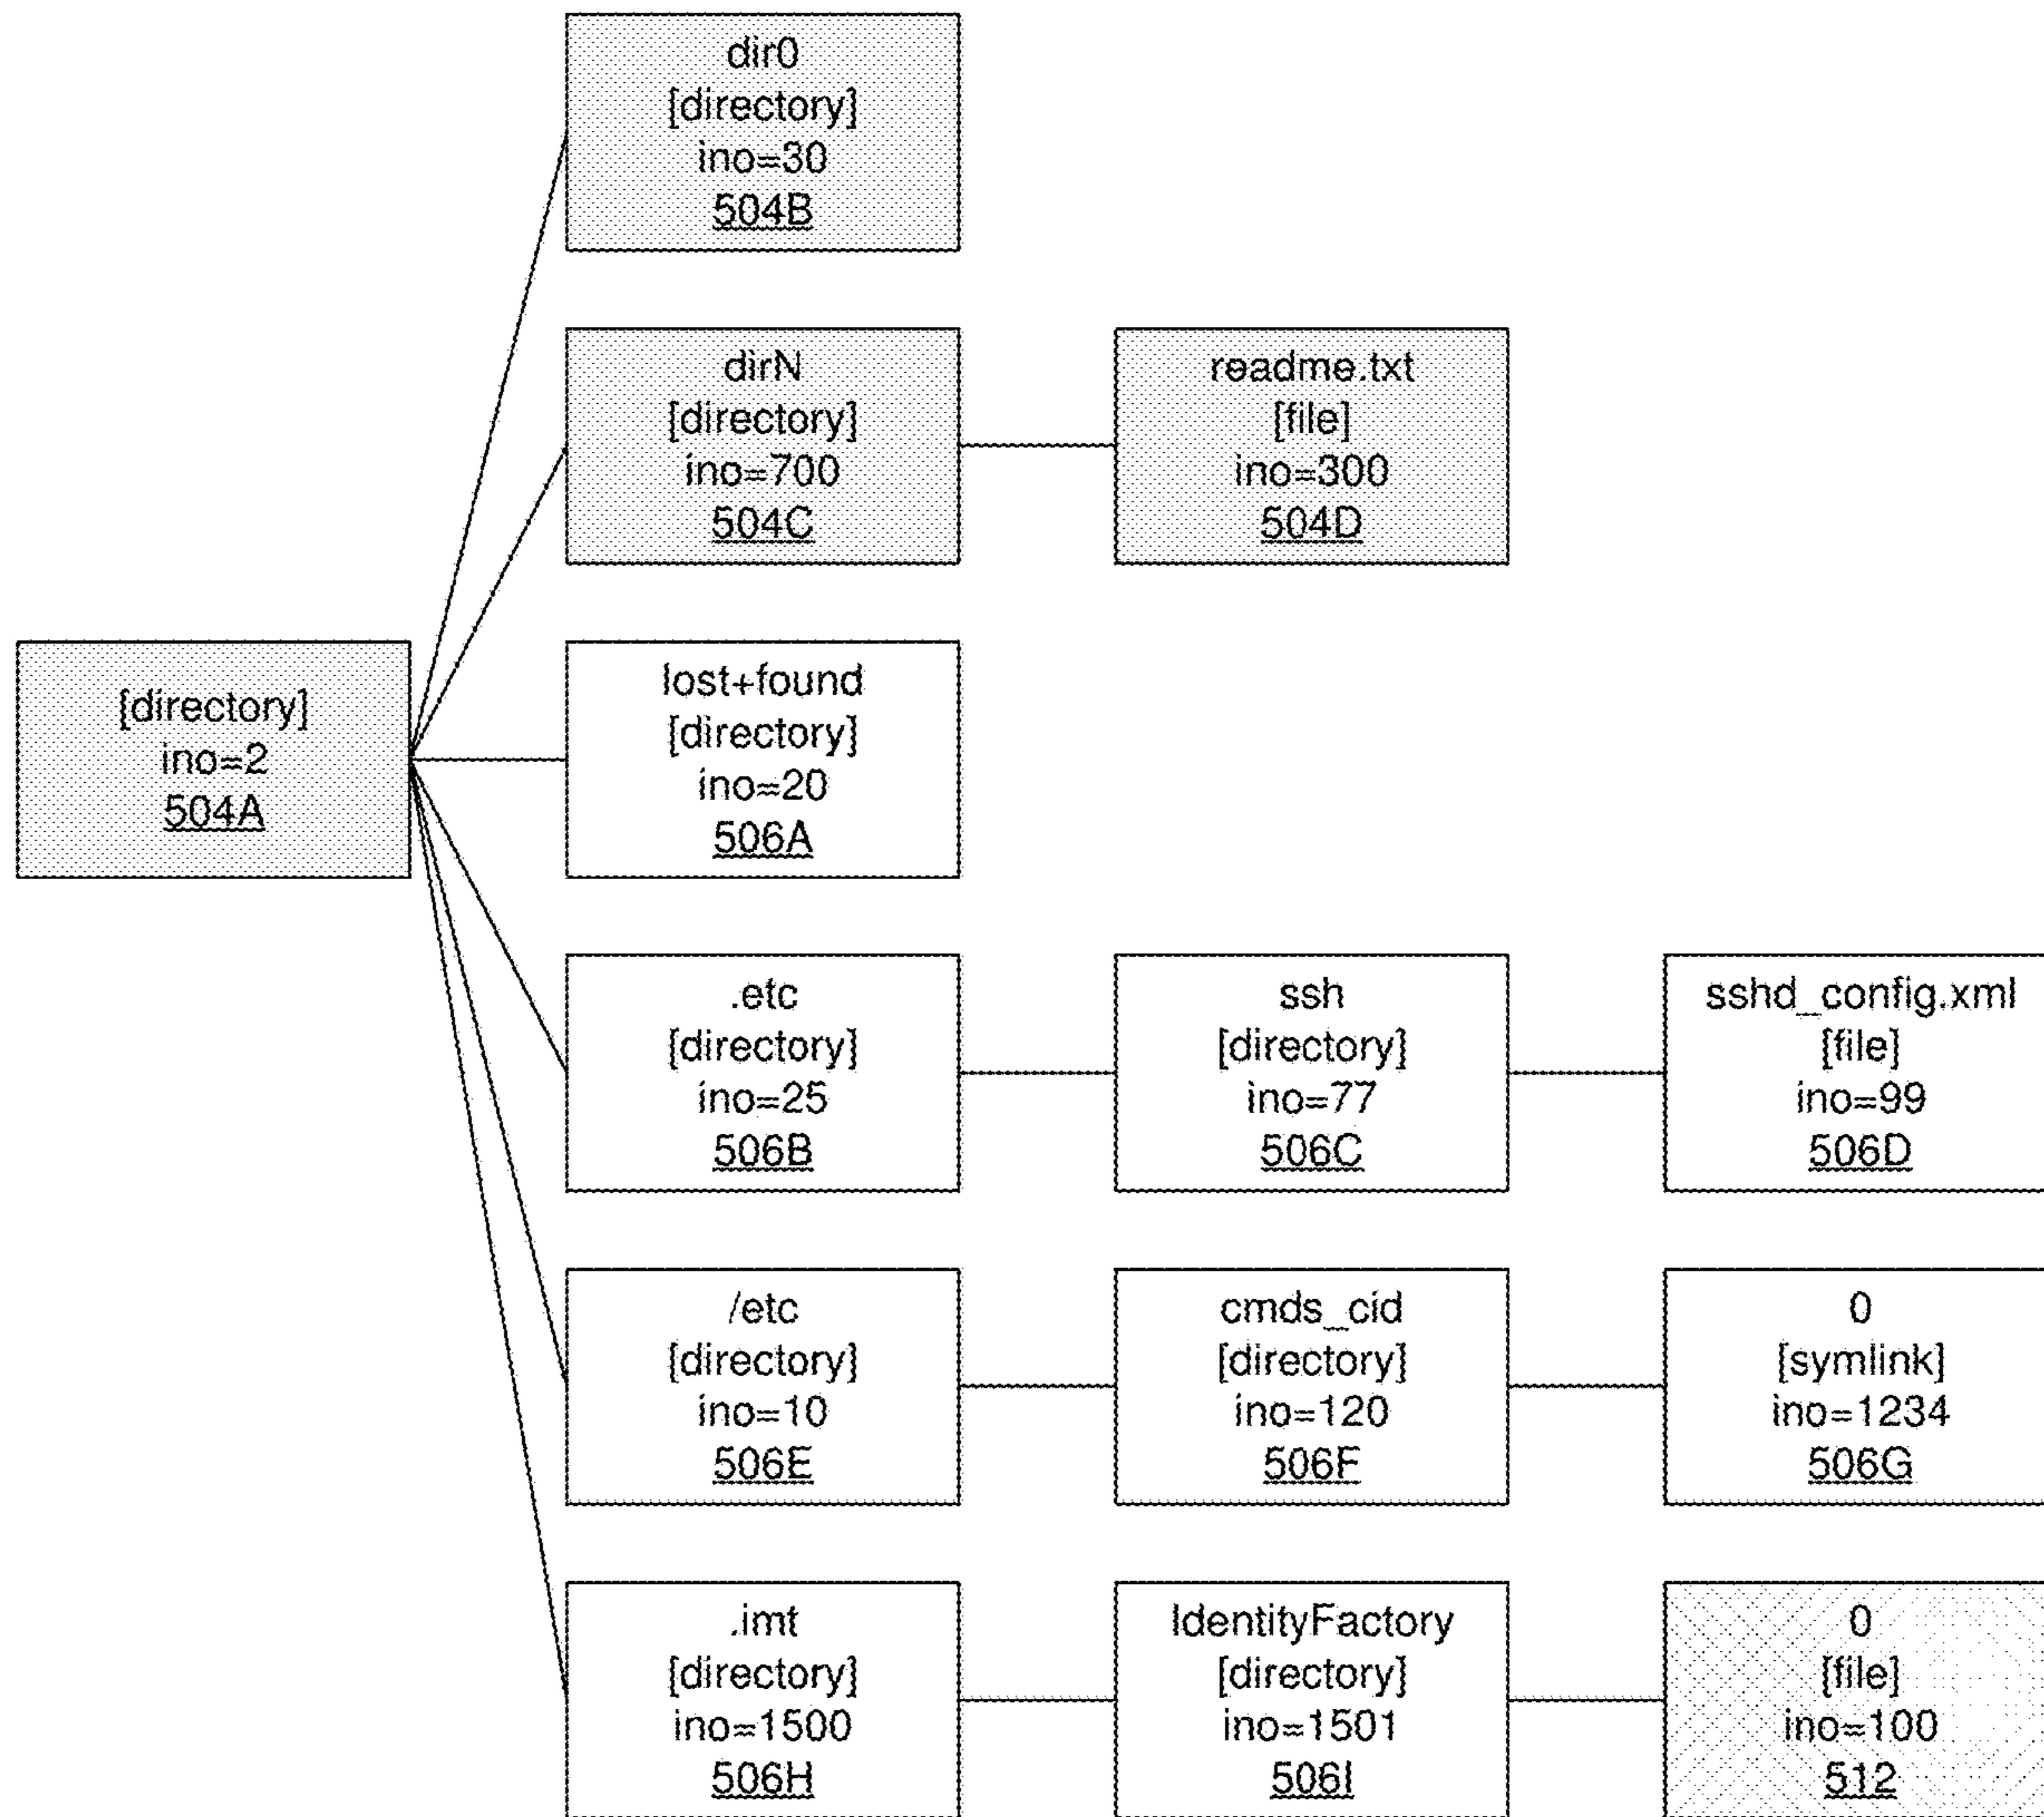 dir0
[directory]
ino=30
504B
dirN
[directory]
ino=700
504C
readme.txt
[file]
ino=300
504D
[directory]
ino=2
504A
lost+found
[directory]
ino=20
506A
.etc
[directory]
ino=25
506B
ssh
[directory]
ino=77
506C
sshd_config.xml
[file]
ino=99
506D
/etc
[directory]
ino=10
506E
cmds_cid
[directory]
ino=120
506F
0
[symlink]
ino=1234
506G
.imt
[directory]
ino=1500
506H
IdentityFactory
[directory]
ino=1501
506I
0
[file]
ino=100
512